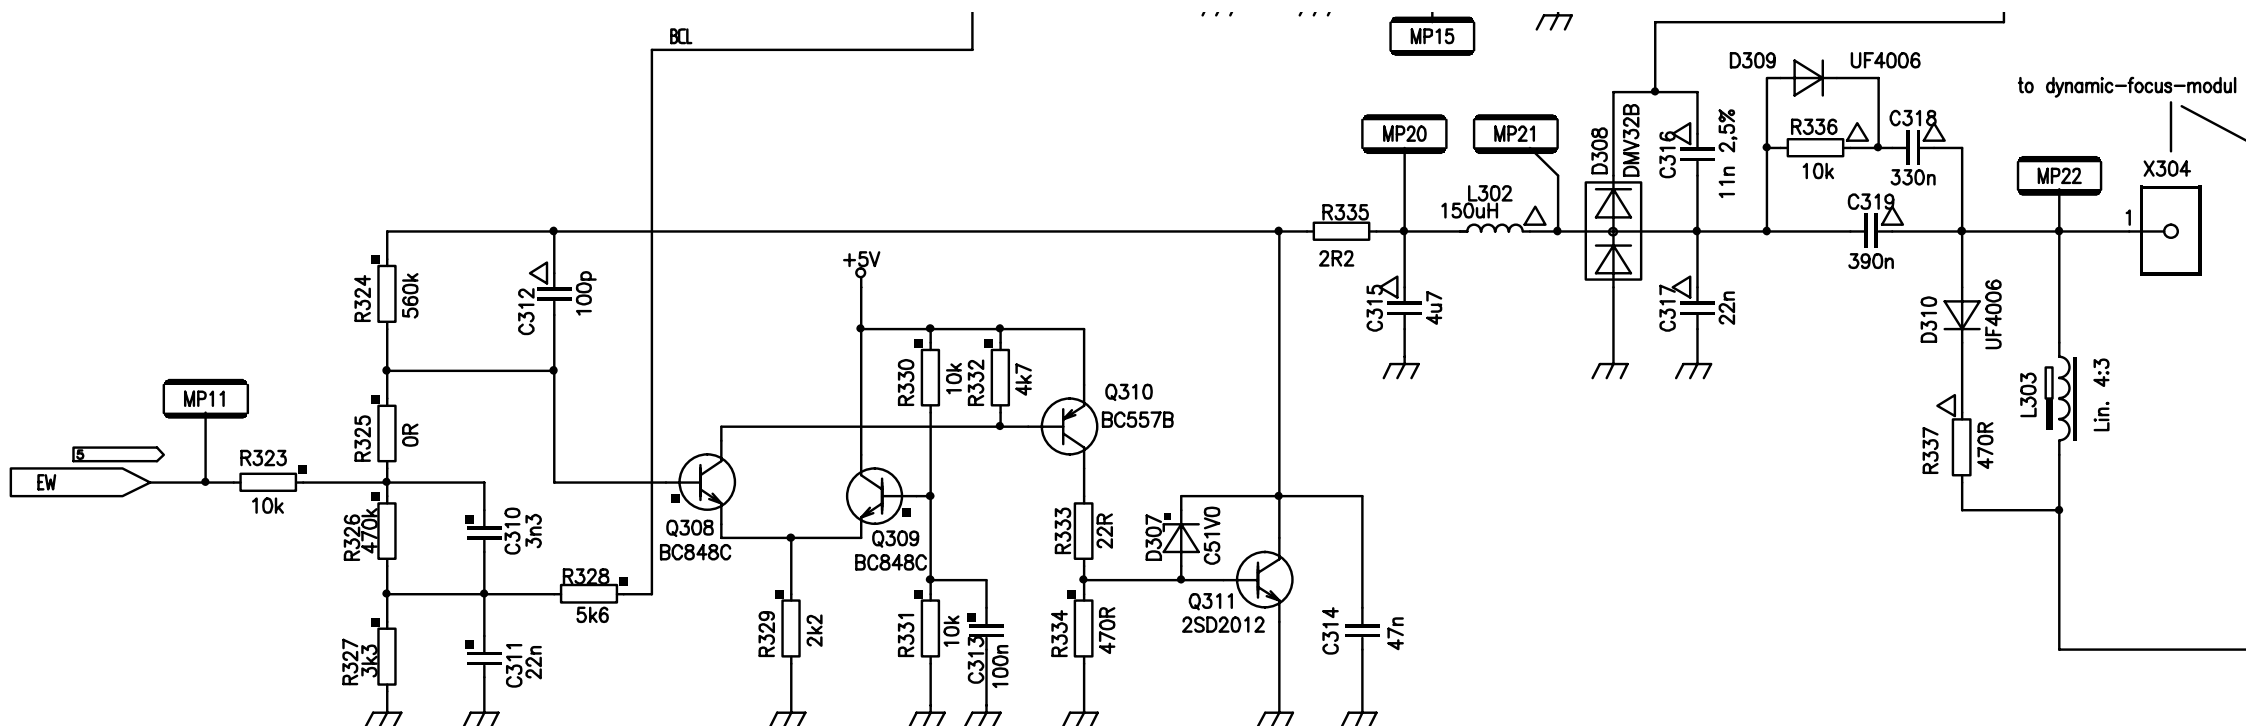 BCL
MP15
D309
UF4006
to dynamic-focus-modul
MP20
MP21
D308
DMV32B
C316
11n 2,5%
R336
10k
C318
330n
MP22
X304
1
R335
2R2
L302
150uH
C319
390n
+5V
R324
560k
C312
100p
C315
4u7
C317
22n
D310
UF4006
MP11
R325
0R
R330
10k
R332
4k7
Q310
BC557B
L303
Lin. 4:3
R337
470R
5
EW
R323
10k
R326
470k
C310
3n3
Q308
BC848C
Q309
BC848C
R333
22R
D307
C51V0
R328
5k6
Q311
2SD2012
R327
3k3
C311
22n
R329
2k2
R331
10k
C313
100n
R334
470R
C314
47n